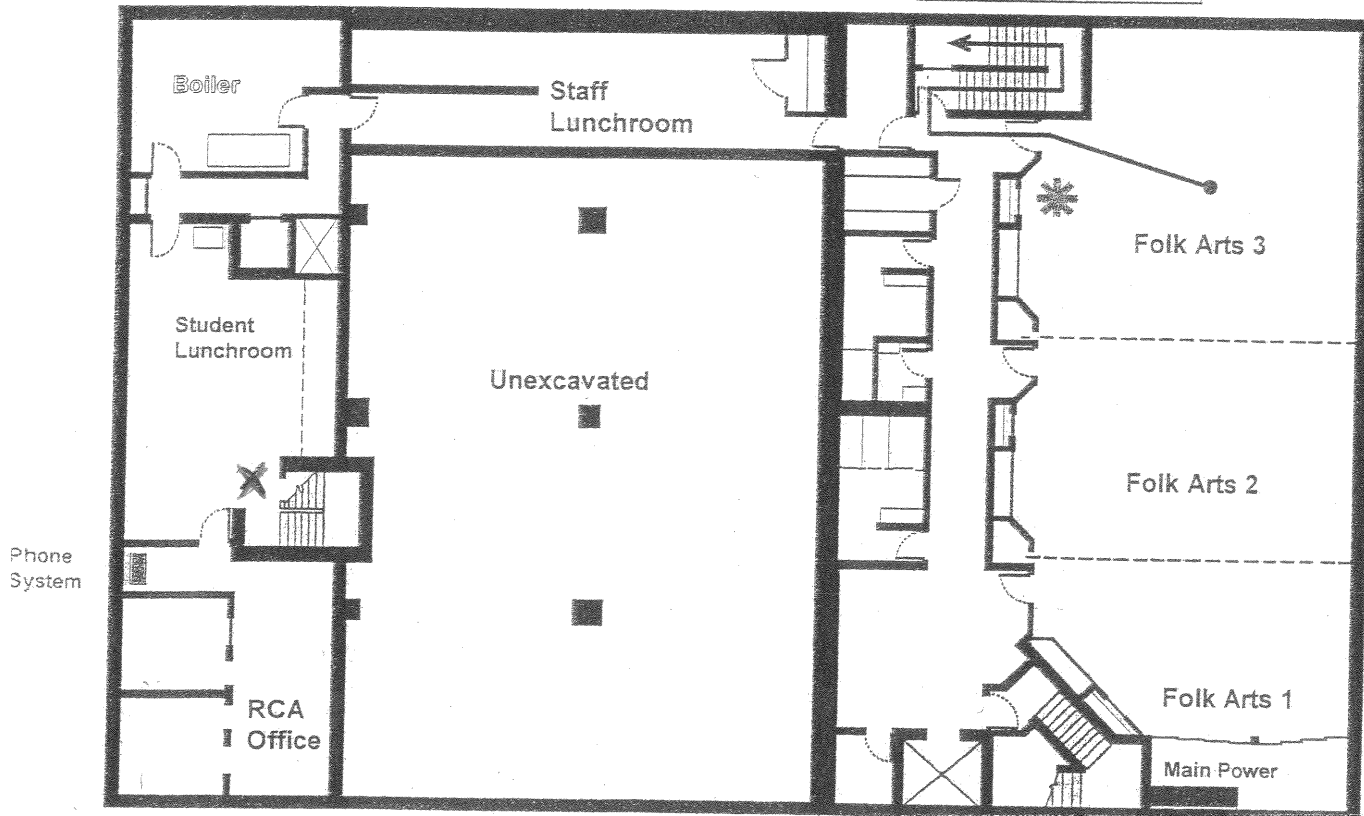 Boiler
Staff
Lunchroom
Folk Arts 3
Student
Lunchroom
Unexcavated
Folk Arts 2
Phone
System
RCA
Office
Folk Arts 1
Main Power